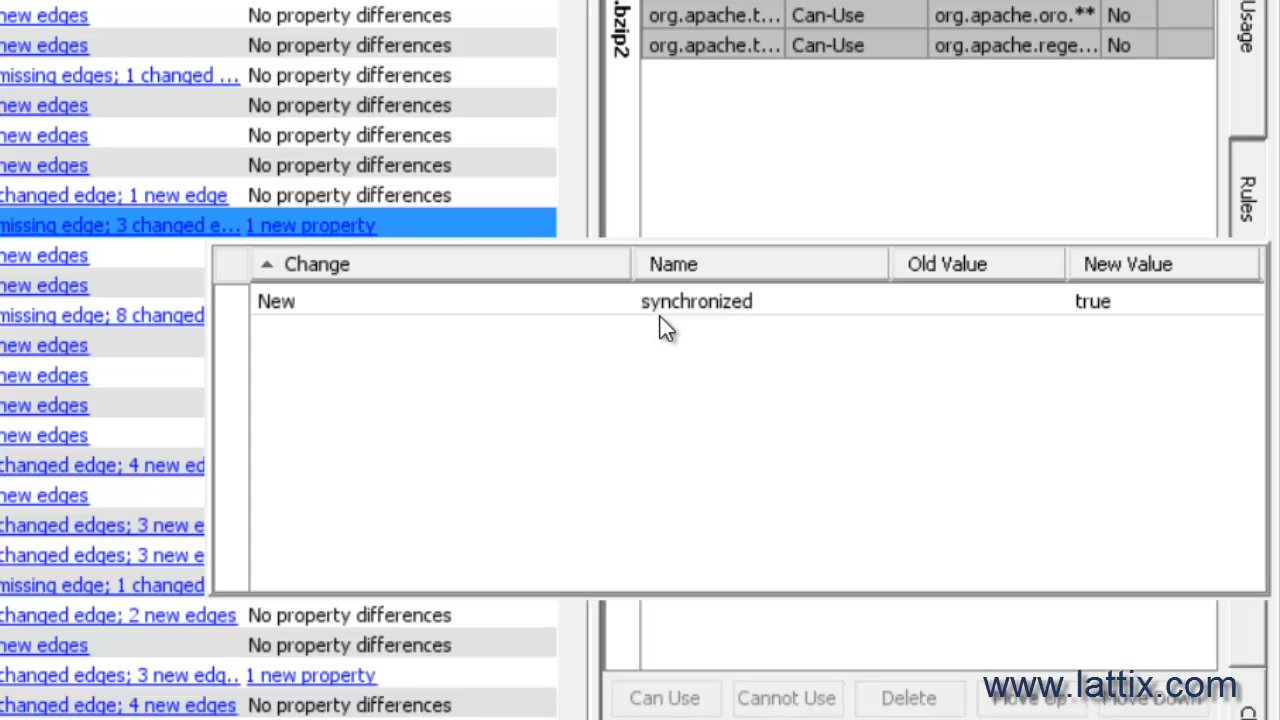 new edges No property differences
new edges No property differences
missing edges; 1 changed ... No property differences
new edges No property differences
new edges No property differences
new edges No property differences
changed edge; 1 new edge No property differences
missing edge; 3 changed e... 1 new property
new edges
new edges
missing edge; 8 changed
new edges
new edges
new edges
new edges
changed edge; 4 new ed
new edges
changed edges; 3 new e
changed edges; 3 new e
missing edge; 1 changed
changed edge; 2 new edges No property differences
new edges No property differences
changed edges; 3 new edg.. 1 new property
changed edge; 4 new edges No property differences
.bzip2
org.apache.t... Can-Use org.apache.oro.** No
org.apache.t... Can-Use org.apache.rege... No
Usage
Rules
Change Name Old Value New Value
New synchronized true
Can Use Cannot Use Delete Move Up Move Down
www.lattix.com